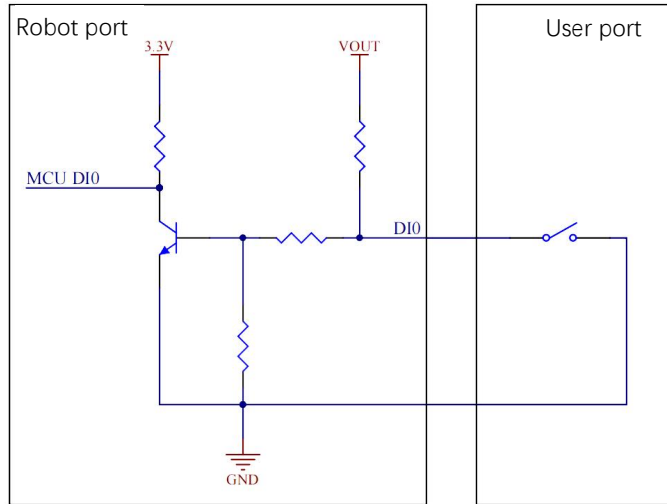 Robot port
User port
3.3V
VOUT
MCU DI0
DI0
GND